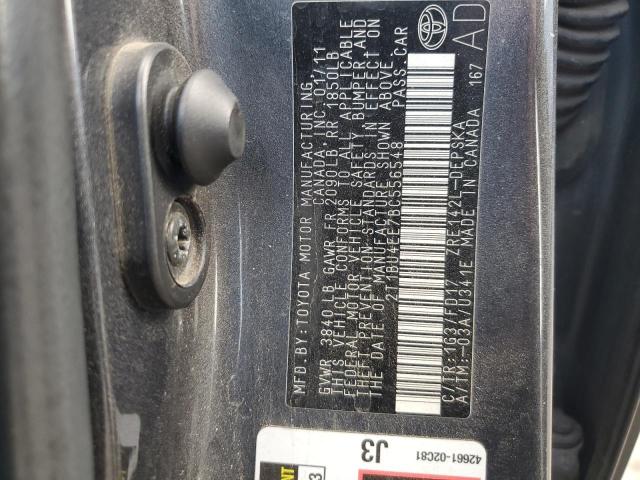 MFD.BY:TOYOTA MOTOR MANUFACTURING
CANADA,INC. 01/11
GVWR 3840 LB GAWR FR 2090LB RR 1850LB
THIS VEHICLE CONFORMS TO ALL APPLICABLE
FEDERAL MOTOR VEHICLE SAFETY,BUMPER AND
THEFT PREVENTION STANDARDS IN EFFECT ON
THE DATE OF MANUFACTURE SHOWN ABOVE.
PASS.CAR
C/TR:1G3A/FD14 ZRE142L-DEPSKA
A/TM:-03A/U341E MADE IN CANADA 167
AD
TOYOTA
42661-02C81
J3